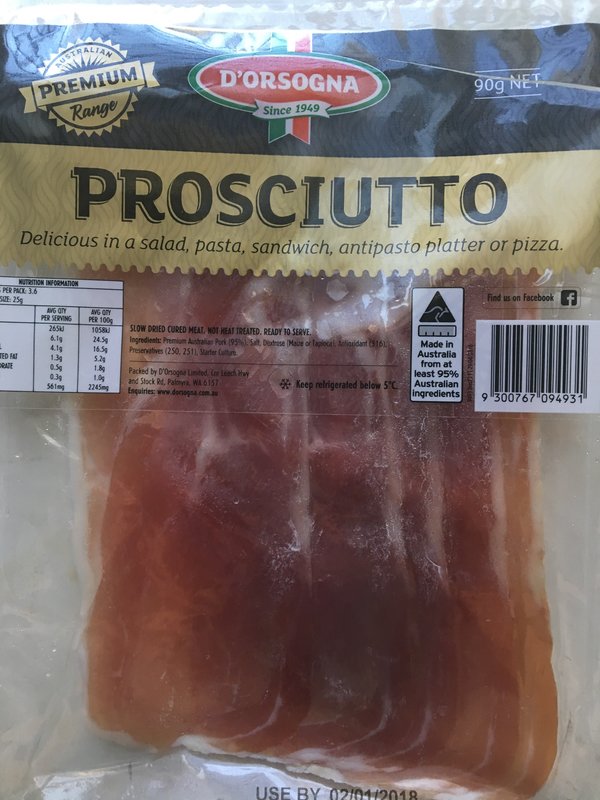 AUSTRALIAN
PREMIUM
Range
D'ORSOGNA
Since 1949
90g NET
PROSCIUTTO
Delicious in a salad, pasta, sandwich, antipasto platter or pizza.
NUTRITION INFORMATION
PER PACK: 3.6
SIZE: 25g
AVG QTY PER SERVING AVG QTY PER 100g
265kJ 1058kJ
6.1g 24.5g
4.1g 16.5g
1.3g 5.2g
0.5g 1.8g
0.3g 1.0g
561mg 2245mg
SLOW DRIED CURED MEAT. NOT HEAT TREATED. READY TO SERVE.
Ingredients: Premium Australian Pork (95%), Salt, Dextrose (Maize or Tapioca), Antioxidant (316),
Preservatives (250, 251), Starter Culture.
Packed by D'Orsogna Limited. Cnr Leach Hwy
and Stock Rd, Palmyra, WA 6157
Enquiries: www.dorsogna.com.au
Keep refrigerated below 5°C.
Made in
Australia
from at
least 95%
Australian
ingredients
Find us on Facebook f
9 300767 094931
USE BY 02/01/2018